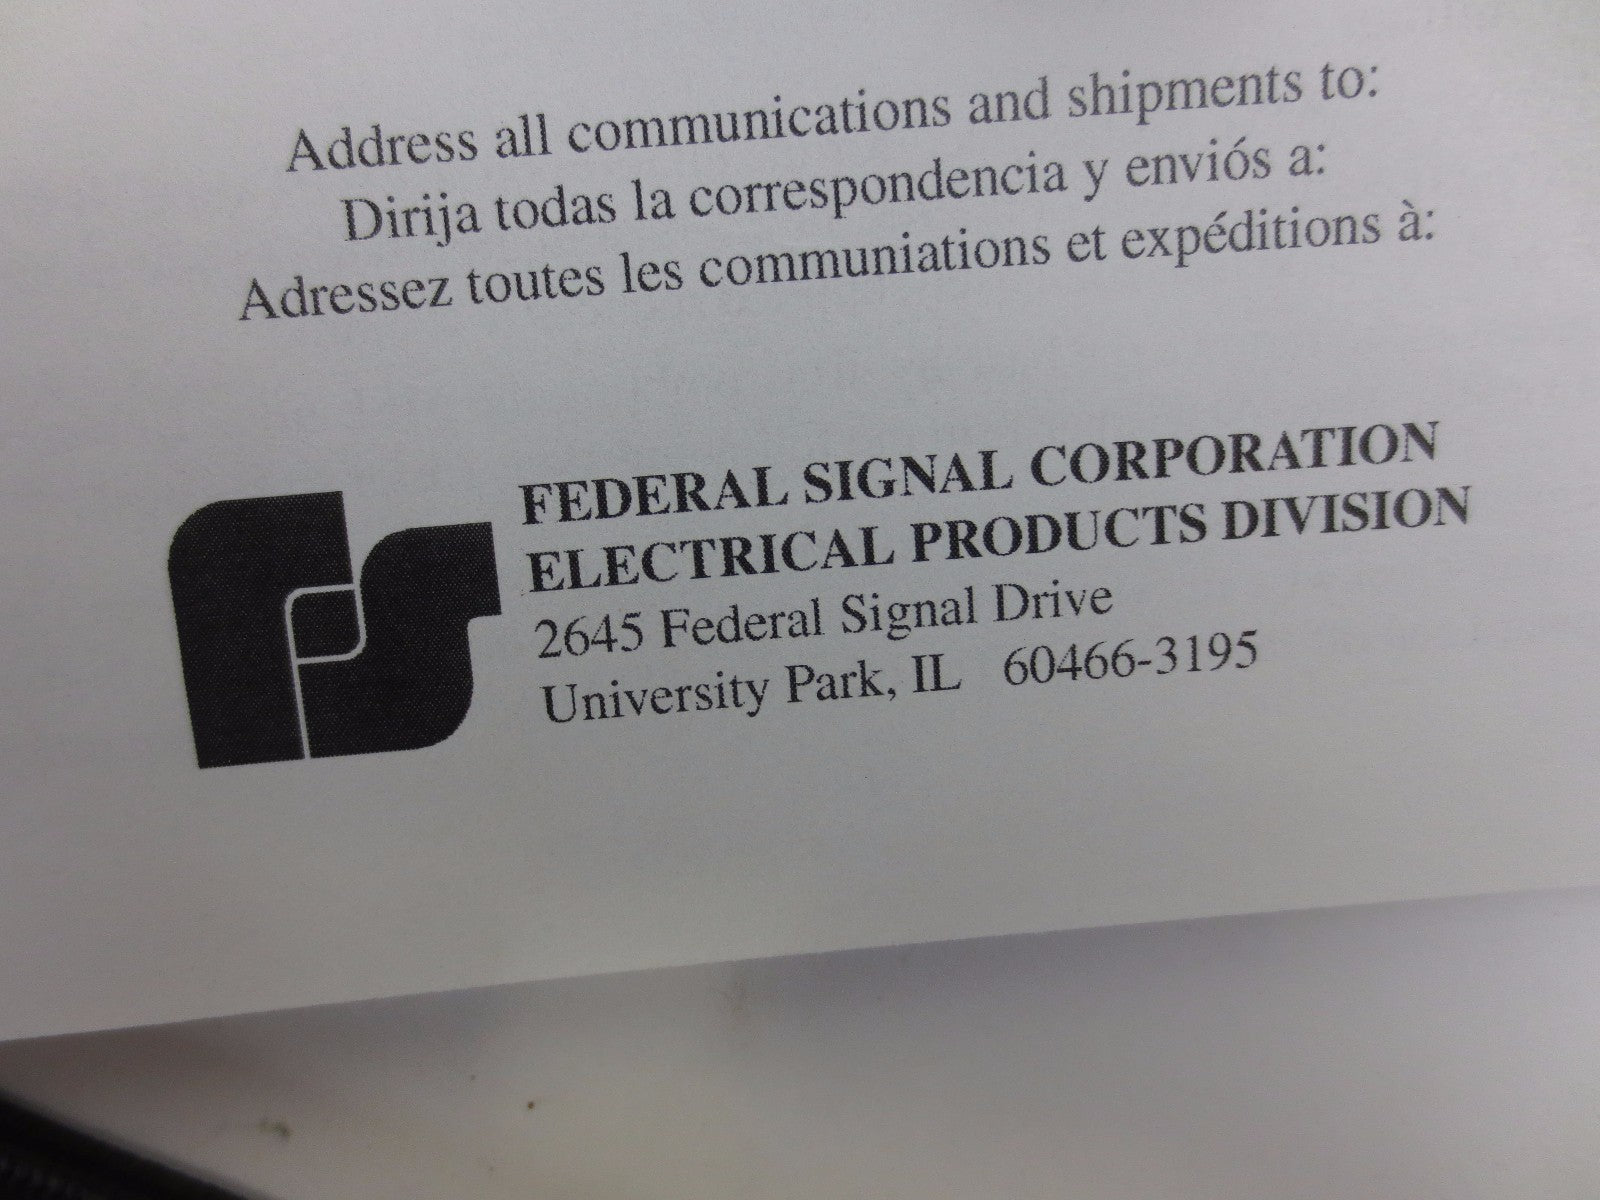 Address all communications and shipments to:
Dirija todas la correspondencia y enviós a:
Adressez toutes les communiations et expéditions à:
FEDERAL SIGNAL CORPORATION
ELECTRICAL PRODUCTS DIVISION
2645 Federal Signal Drive
University Park, IL 60466-3195